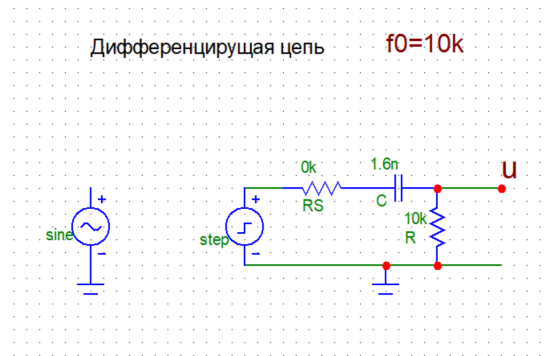 Дифференцирущая цепь f0=10k
0k 1.6n u
RS C
10k
sine step R